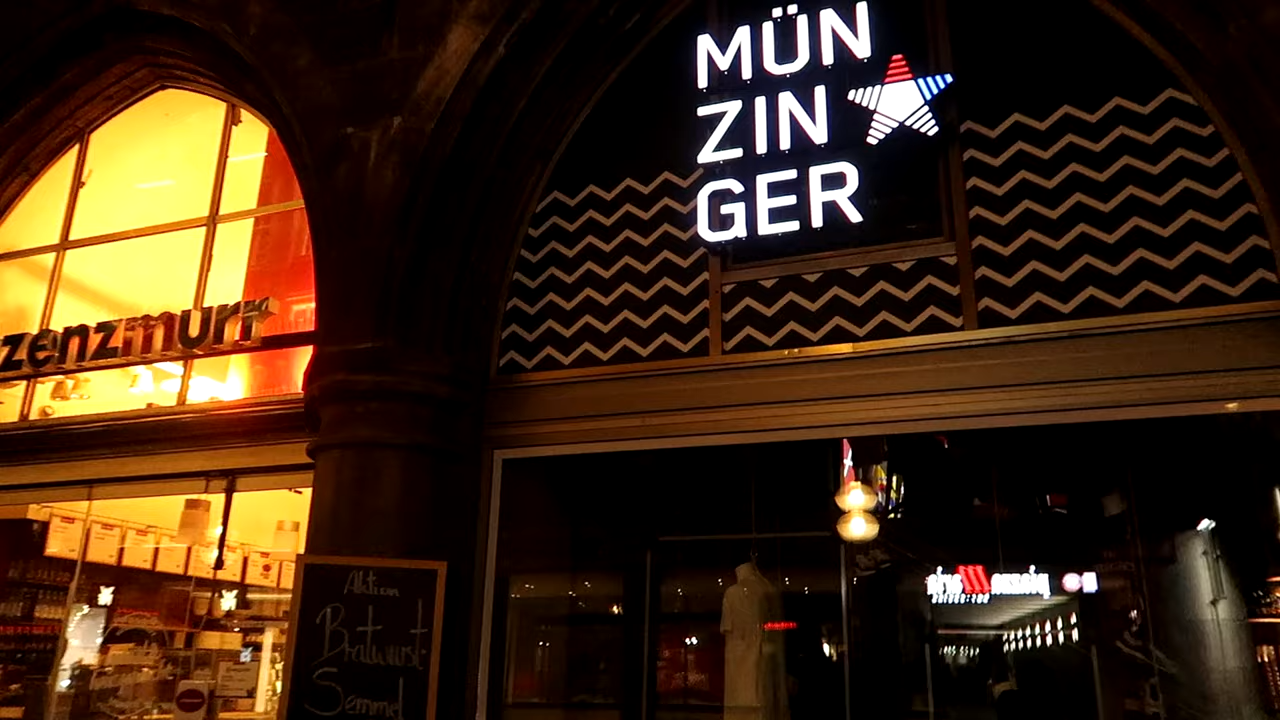 MÜN
ZIN
GER
zenzmurr
Aktion
Bratwurst-
Semmel